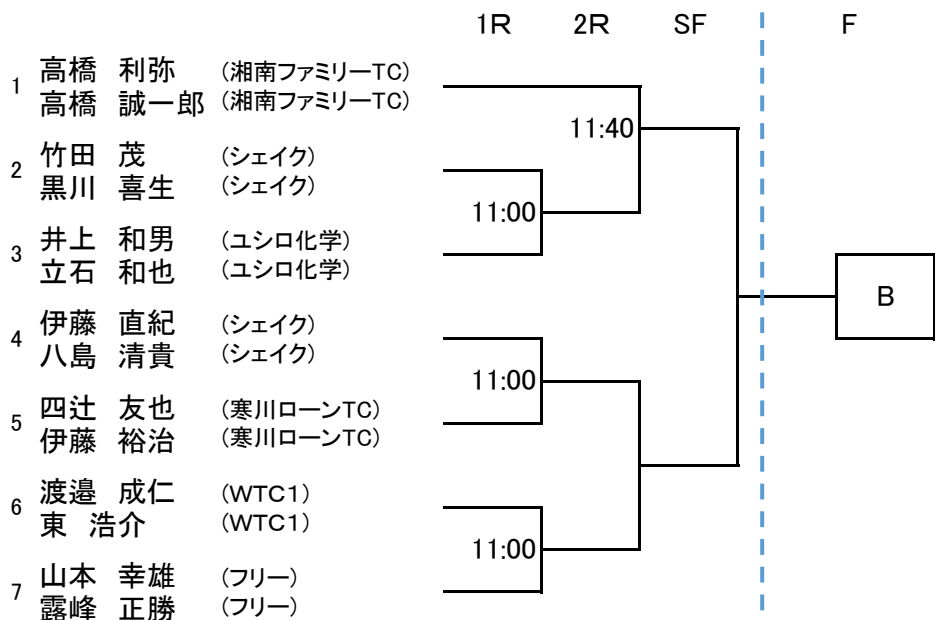 1R 2R SF F
1 高橋 利弥 (湘南ファミリーTC)
高橋 誠一郎 (湘南ファミリーTC)
11:40
2 竹田 茂 (シェイク)
黒川 喜生 (シェイク)
11:00
3 井上 和男 (ユシロ化学)
立石 和也 (ユシロ化学)
B
4 伊藤 直紀 (シェイク)
八島 清貴 (シェイク)
11:00
5 四辻 友也 (寒川ローンTC)
伊藤 裕治 (寒川ローンTC)
6 渡邉 成仁 (WTC1)
東 浩介 (WTC1)
11:00
7 山本 幸雄 (フリー)
露峰 正勝 (フリー)